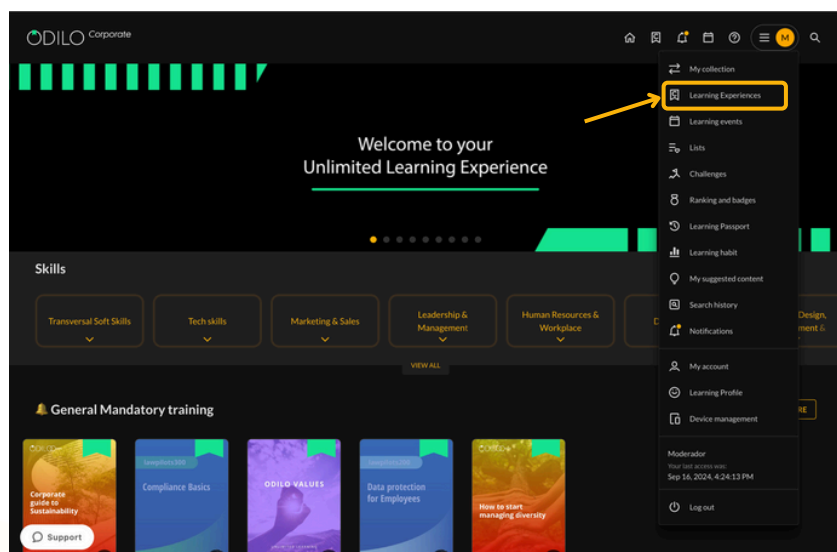 ODILO Corporate
M
My collection
Learning Experiences
Learning events
Lists
Challenges
Ranking and badges
Learning Passport
Learning habit
My suggested content
Search history
Notifications
My account
Learning Profile
Device management
Moderador
Your last access was:
Sep 16, 2024, 4:24:13 PM
Log out
Welcome to your
Unlimited Learning Experience
Skills
Transversal Soft Skills
Tech skills
Marketing & Sales
Leadership &
Management
Human Resources &
Workplace
D
Design,
ment &
VIEW ALL
General Mandatory training
RE
Corporate
guide to
Sustainability
Compliance Basics
ODILO VALUES
Data protection
for Employees
How to start
managing diversity
Support